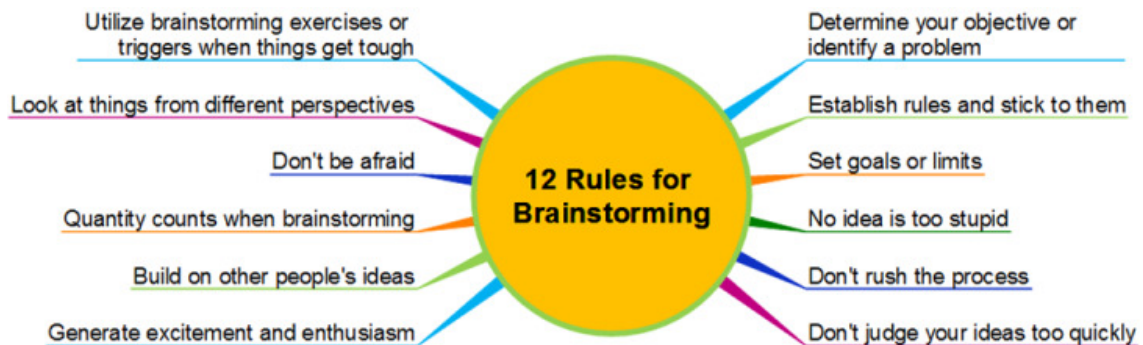 12 Rules for
Brainstorming
Determine your objective or
identify a problem
Establish rules and stick to them
Set goals or limits
No idea is too stupid
Don't rush the process
Don't judge your ideas too quickly
Utilize brainstorming exercises or
triggers when things get tough
Look at things from different perspectives
Don't be afraid
Quantity counts when brainstorming
Build on other people's ideas
Generate excitement and enthusiasm